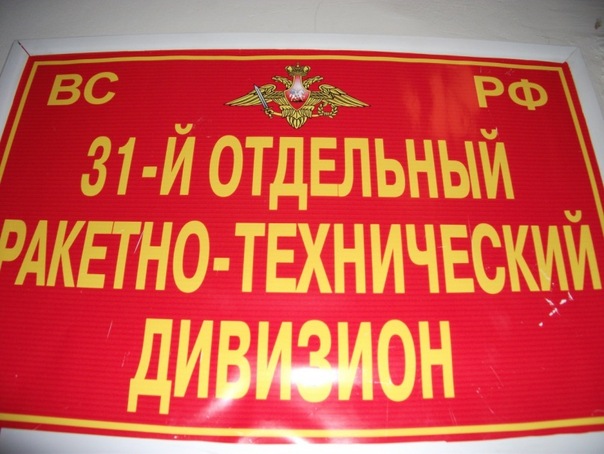 ВС РФ
31-Й ОТДЕЛЬНЫЙ
РАКЕТНО-ТЕХНИЧЕСКИЙ
ДИВИЗИОН